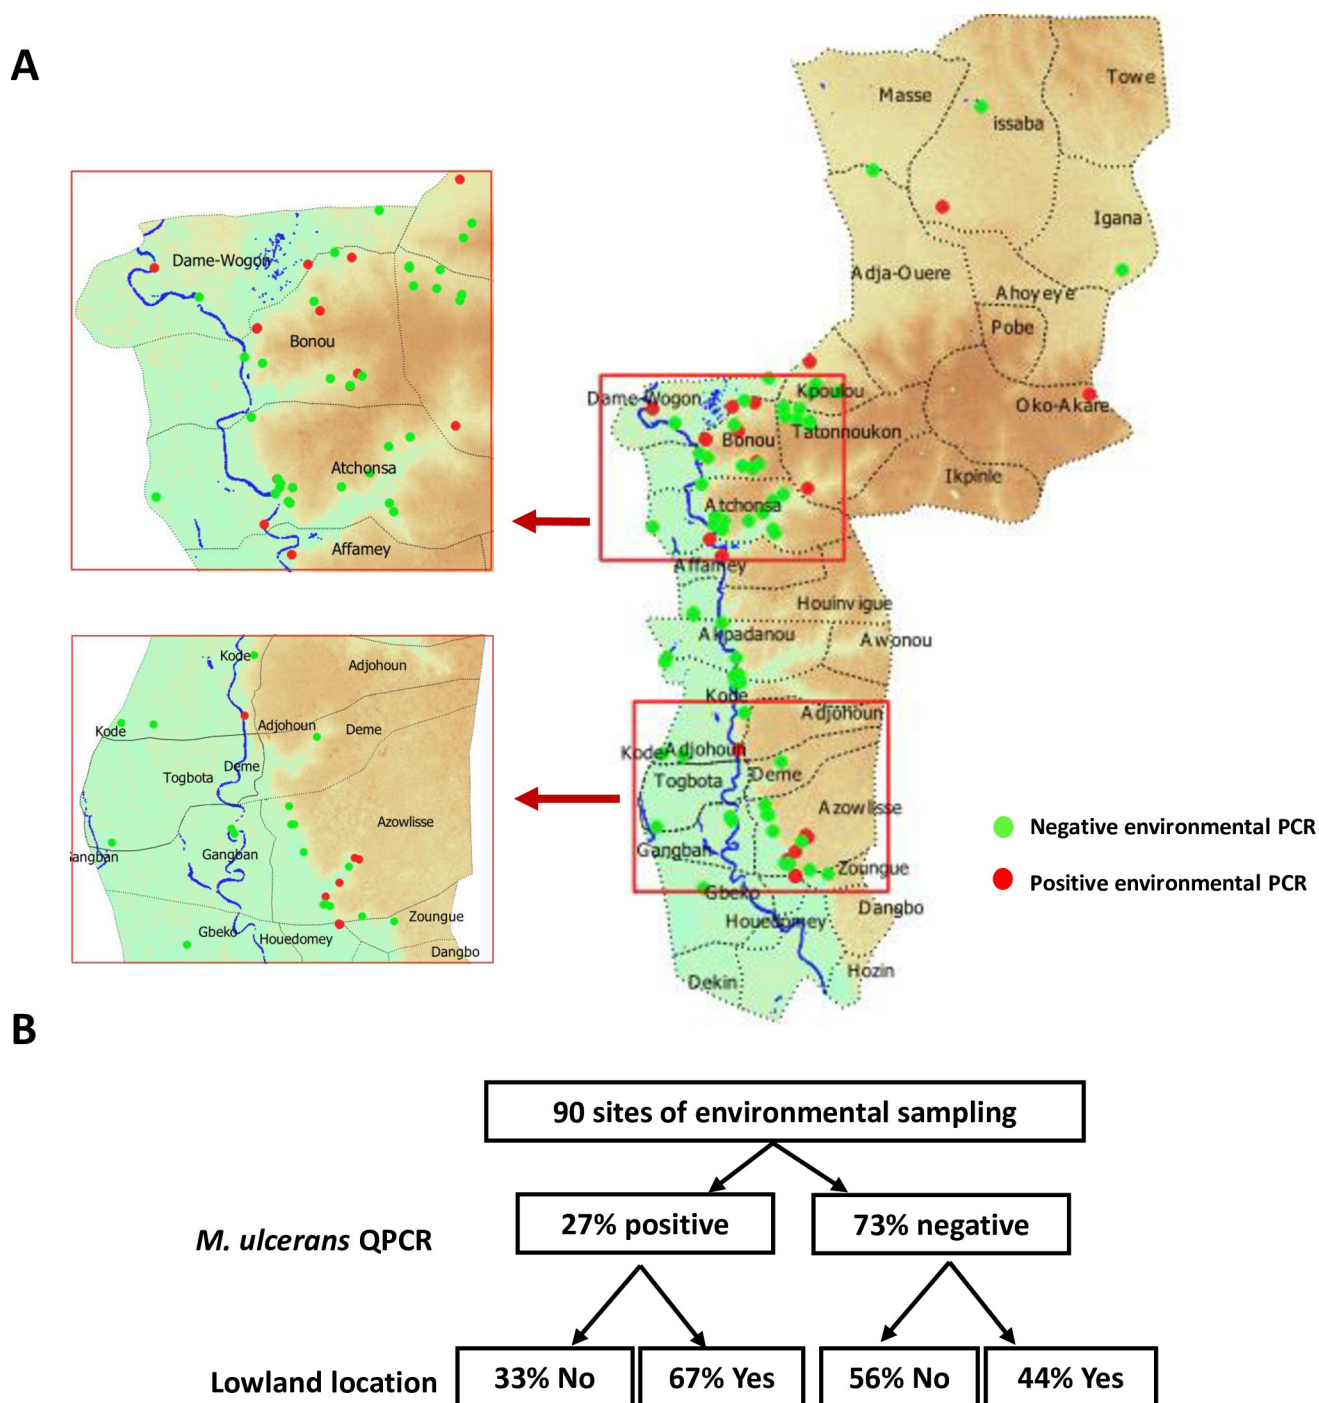 A
Masse
Towe
issaba
Igana
Adja-Ouere
Ahoyeye
Pobe
Oko-Akare
Dame-Wogon
Kpoulou
Bonou
Tatonnoukon
Ikpinle
Atchonsa
Affamey
Houinvigue
Akpadanou
Awonou
Kode
Adjohoun
Kode
Adjohoun
Togbota
Deme
Azowlisse
Gangban
Zoungue
Gbeko
Dangbo
Houedomey
Hozin
Dekin
Dame-Wogon
Bonou
Atchonsa
Affamey
Kode
Adjohoun
Kode
Adjohoun
Deme
Togbota
Deme
Azowlisse
iangban
Gangban
Zoungue
Gbeko
Houedomey
Dangbo
Negative environmental PCR
Positive environmental PCR
B
90 sites of environmental sampling
M. ulcerans QPCR
27% positive
73% negative
Lowland location
33% No
67% Yes
56% No
44% Yes